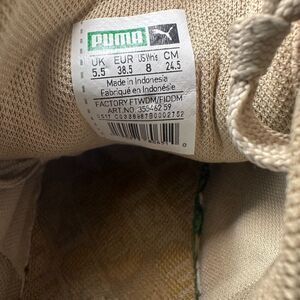 PUMA
UK EUR US Wns CM
5.5 38.5 8 24.5
Made in Indonesia
Fabriqué en Indonésie
FACTORY FTWDM/FIDDM
ART.NO. 355462 59